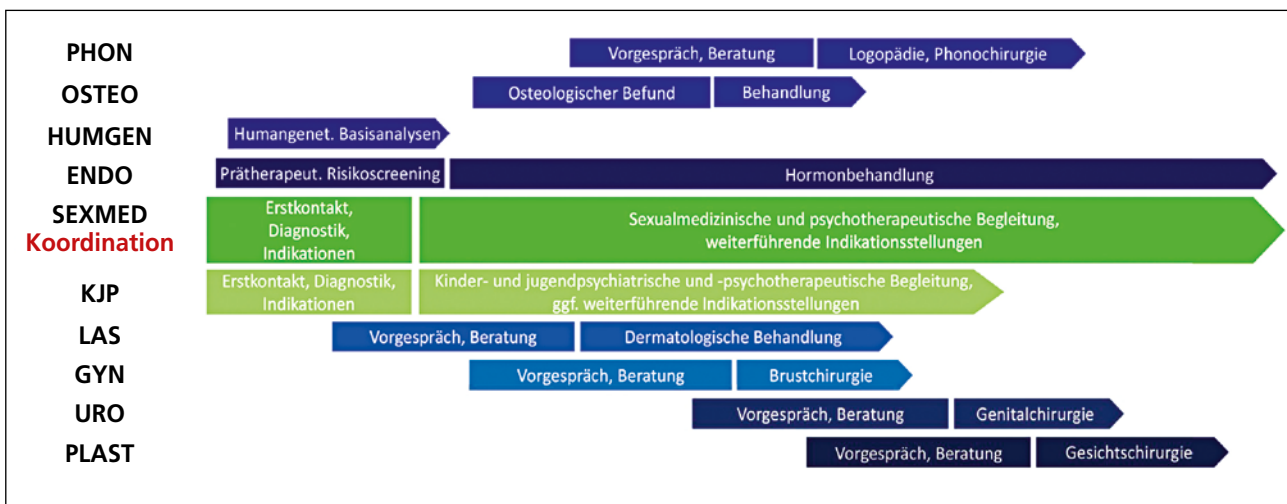 PHON
Vorgespräch, Beratung
Logopädie, Phonochirurgie
OSTEO
Osteologischer Befund
Behandlung
HUMGEN
Humangenet. Basisanalysen
ENDO
Prätherapeut. Risikoscreening
Hormonbehandlung
SEXMED
Koordination
Erstkontakt,
Diagnostik,
Indikationen
Sexualmedizinische und psychotherapeutische Begleitung,
weiterführende Indikationsstellungen
KJP
Erstkontakt, Diagnostik,
Indikationen
Kinder- und jugendpsychiatrische und -psychotherapeutische Begleitung,
ggf. weiterführende Indikationsstellungen
LAS
Vorgespräch, Beratung
Dermatologische Behandlung
GYN
Vorgespräch, Beratung
Brustchirurgie
URO
Vorgespräch, Beratung
Genitalchirurgie
PLAST
Vorgespräch, Beratung
Gesichtschirurgie